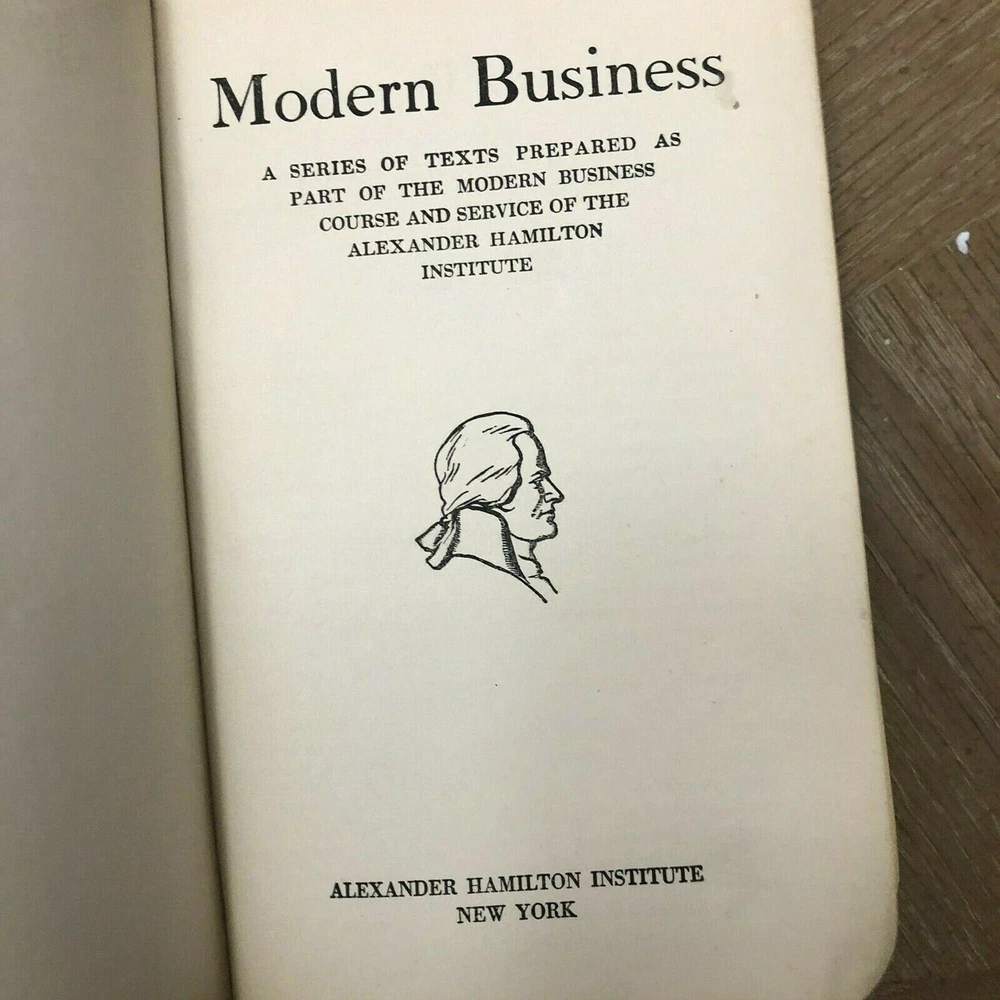 Modern Business
A SERIES OF TEXTS PREPARED AS
PART OF THE MODERN BUSINESS
COURSE AND SERVICE OF THE
ALEXANDER HAMILTON
INSTITUTE
ALEXANDER HAMILTON INSTITUTE
NEW YORK